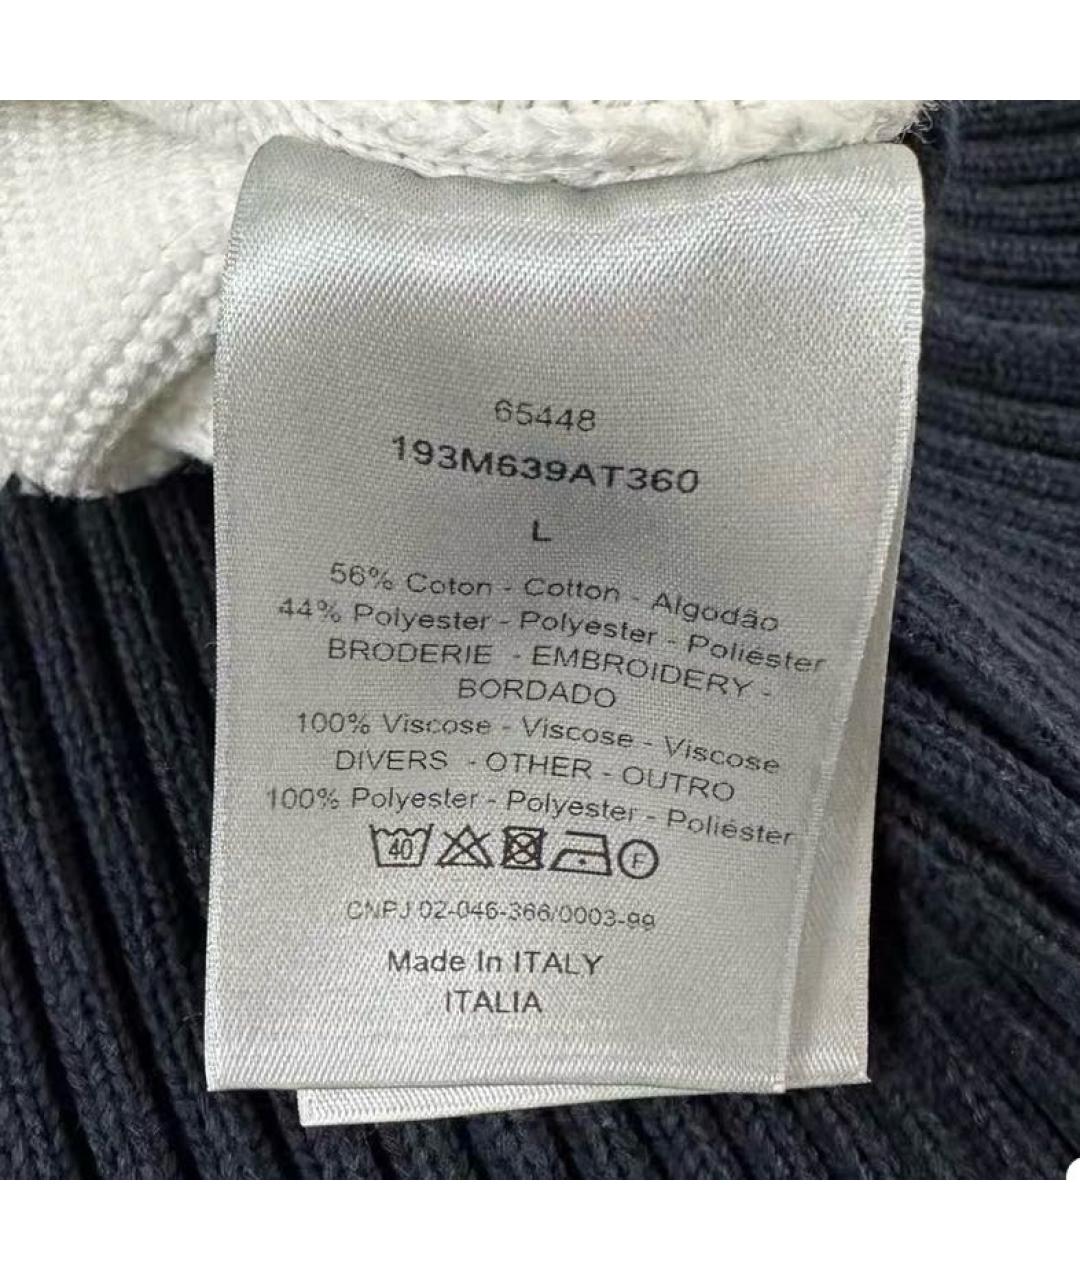 65448
193M639AT360
L
56% Coton - Cotton - Algodão
44% Polyester - Polyester - Poliéster
BRODERIE - EMBROIDERY -
BORDADO
100% Viscose - Viscose - Viscose
DIVERS - OTHER - OUTRO
100% Polyester - Polyester - Poliéster
40 F
CNPJ 02-046-366/0003-99
Made In ITALY
ITALIA